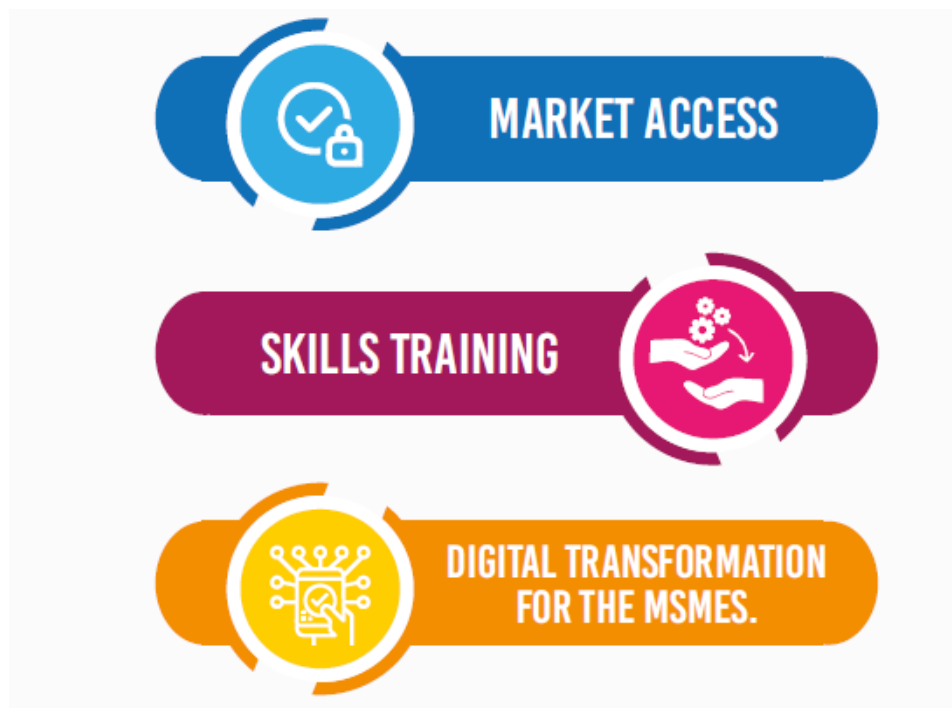 MARKET ACCESS
SKILLS TRAINING
DIGITAL TRANSFORMATION
FOR THE MSMES.